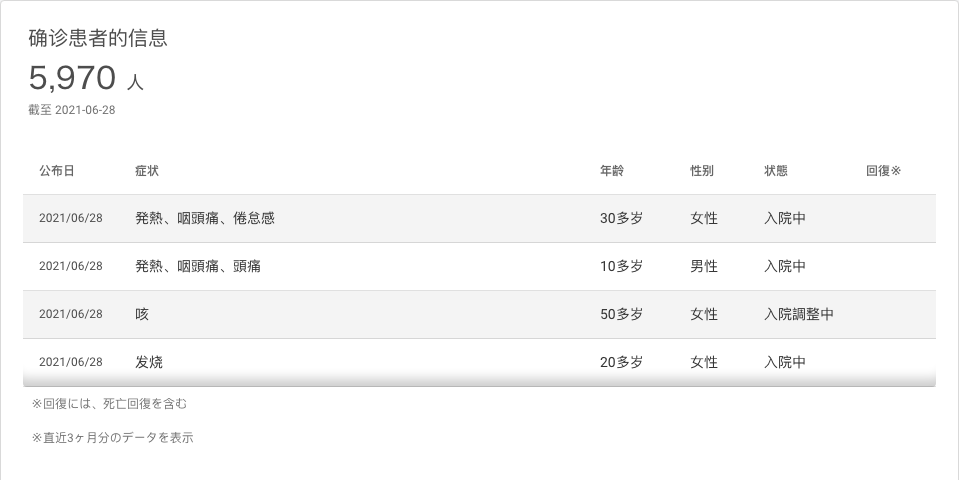 确诊患者的信息
5,970 人
截至 2021-06-28
公布日 症状 年齢 性别 状態 回復※
2021/06/28 発熱、咽頭痛、倦怠感 30多岁 女性 入院中
2021/06/28 発熱、咽頭痛、頭痛 10多岁 男性 入院中
2021/06/28 咳 50多岁 女性 入院調整中
2021/06/28 发烧 20多岁 女性 入院中
※回復には、死亡回復を含む
※直近3ヶ月分のデータを表示